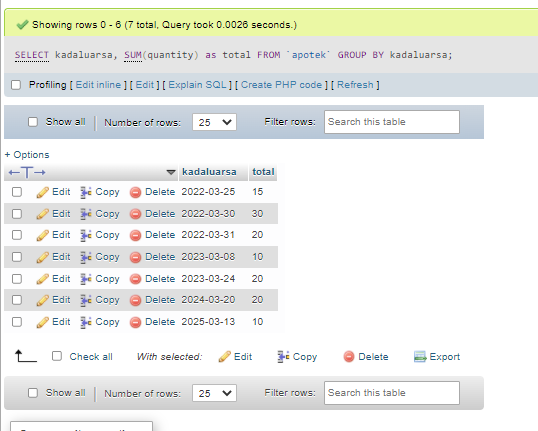 Showing rows 0 - 6 (7 total, Query took 0.0026 seconds.)
SELECT kadaluarsa, SUM(quantity) as total FROM `apotek` GROUP BY kadaluarsa;
Profiling [ Edit inline ] [ Edit ] [ Explain SQL ] [ Create PHP code ] [ Refresh ]
Show all | Number of rows: 25 Filter rows: Search this table
+ Options
←T→ kadaluarsa total
Edit Copy Delete 2022-03-25 15
Edit Copy Delete 2022-03-30 30
Edit Copy Delete 2022-03-31 20
Edit Copy Delete 2023-03-08 10
Edit Copy Delete 2023-03-24 20
Edit Copy Delete 2024-03-20 20
Edit Copy Delete 2025-03-13 10
Check all With selected: Edit Copy Delete Export
Show all | Number of rows: 25 Filter rows: Search this table